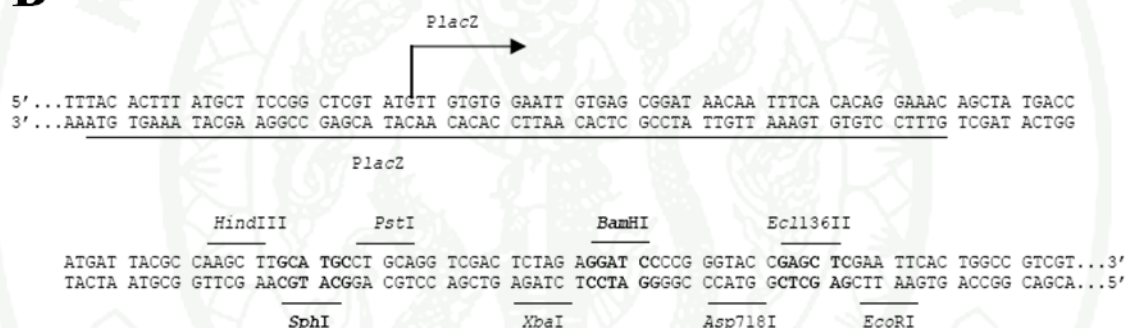 PlacZ
5'...TTTAC ACTTT ATGCT TCCGG CTCGT ATGTT GTGTG GAATT GTGAG CGGAT AACAA TTTCA CACAG GAAAC AGCTA TGACC
3'...AAATG TGAAA TACGA AGGCC GAGCA TACAA CACAC CTTAA CACTC GCCTA TTGTT AAAGT GTGTC CTTTG TCGAT ACTGG
PlacZ
HindIII PstI BamHI Ecl136II
ATGAT TACGC CAAGC TTGCA TGCCT GCAGG TCGAC TCTAG AGGAT CCCCG GGTAC CGAGC TCGAA TTCAC TGGCC GTCGT...3'
TACTA ATGCG GTTCG AACGT ACGGA CGTCC AGCTG AGATC TCCTA GGGGC CCATG GCTCG AGCTT AAGTG ACCGG CAGCA...5'
SphI XbaI Asp718I EcoRI